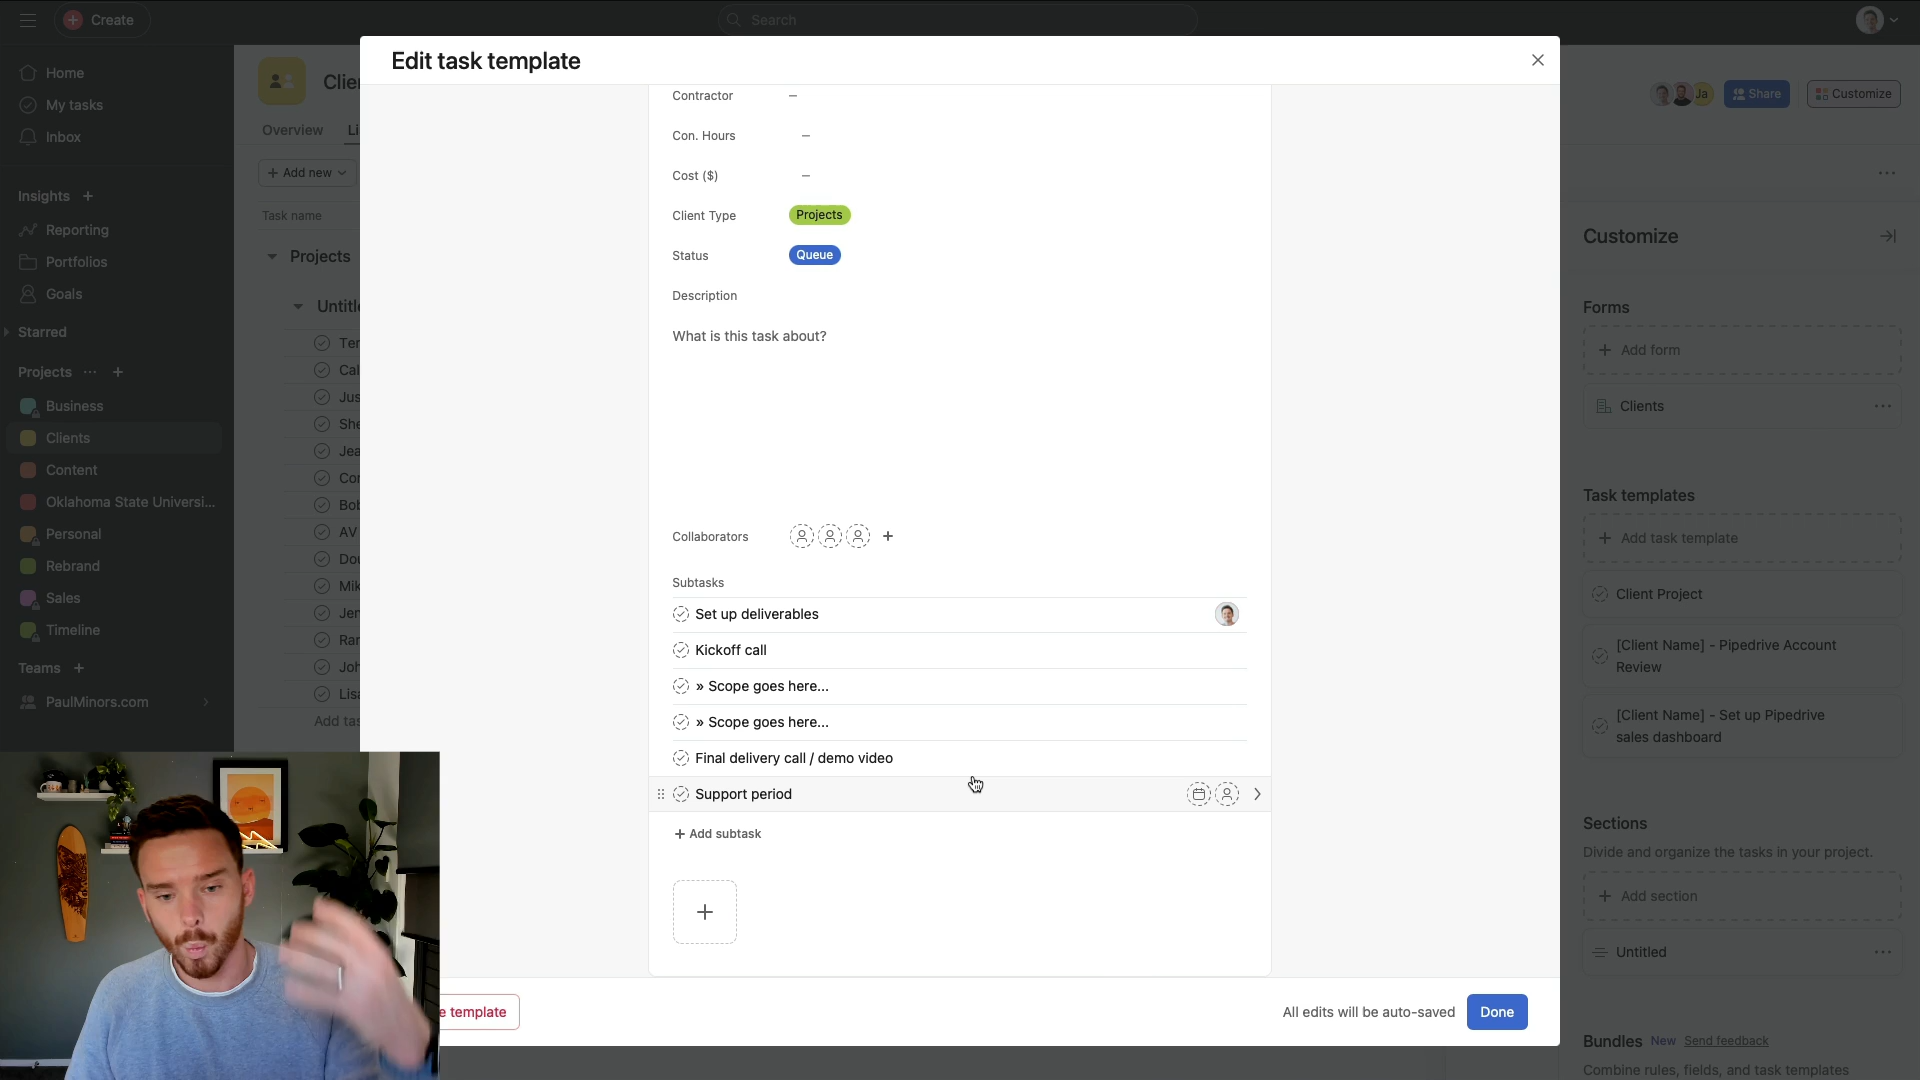 Create
Search
Edit task template
Home
My tasks
Inbox
Overview
Ja
Share
Customize
Add new
Task name
Insights
Reporting
Portfolios
Goals
Starred
Projects
Business
Clients
Content
Oklahoma State Universi...
Personal
Rebrand
Sales
Timeline
Teams
PaulMinors.com
Projects
Contractor —
Con. Hours —
Cost ($) —
Client Type Projects
Status Queue
Description
What is this task about?
Collaborators
Subtasks
Set up deliverables
Kickoff call
» Scope goes here...
» Scope goes here...
Final delivery call / demo video
Support period
+ Add subtask
template
All edits will be auto-saved
Done
Customize
Forms
Add form
Clients
Task templates
Add task template
Client Project
[Client Name] - Pipedrive Account
Review
[Client Name] - Set up Pipedrive
sales dashboard
Sections
Divide and organize the tasks in your project.
Add section
Untitled
Bundles New Send feedback
Combine rules, fields, and task templates